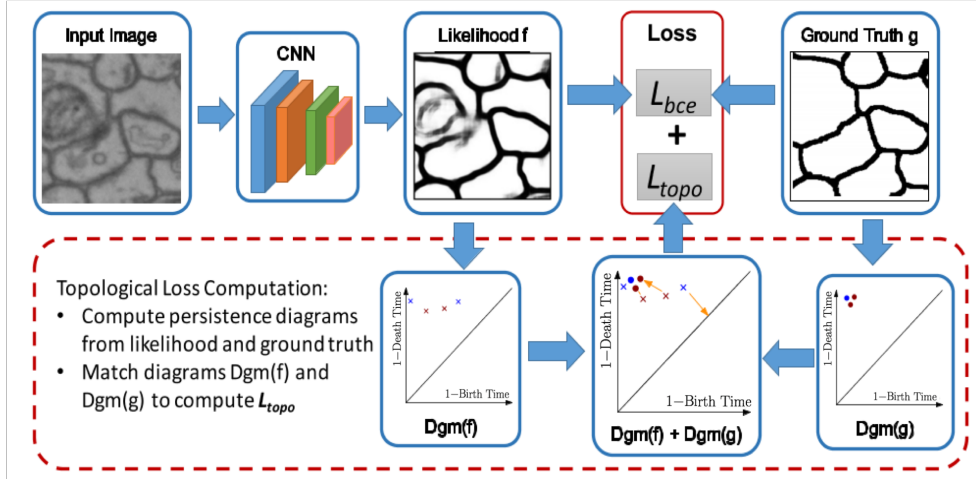 Input Image
CNN
Likelihood f
Loss
Ground Truth g
L_bce
+
L_topo
Topological Loss Computation:
• Compute persistence diagrams
from likelihood and ground truth
• Match diagrams Dgm(f) and
Dgm(g) to compute L_topo
1−Death Time
1−Birth Time
Dgm(f)
1−Death Time
1−Birth Time
Dgm(f) + Dgm(g)
1−Death Time
1−Birth Time
Dgm(g)